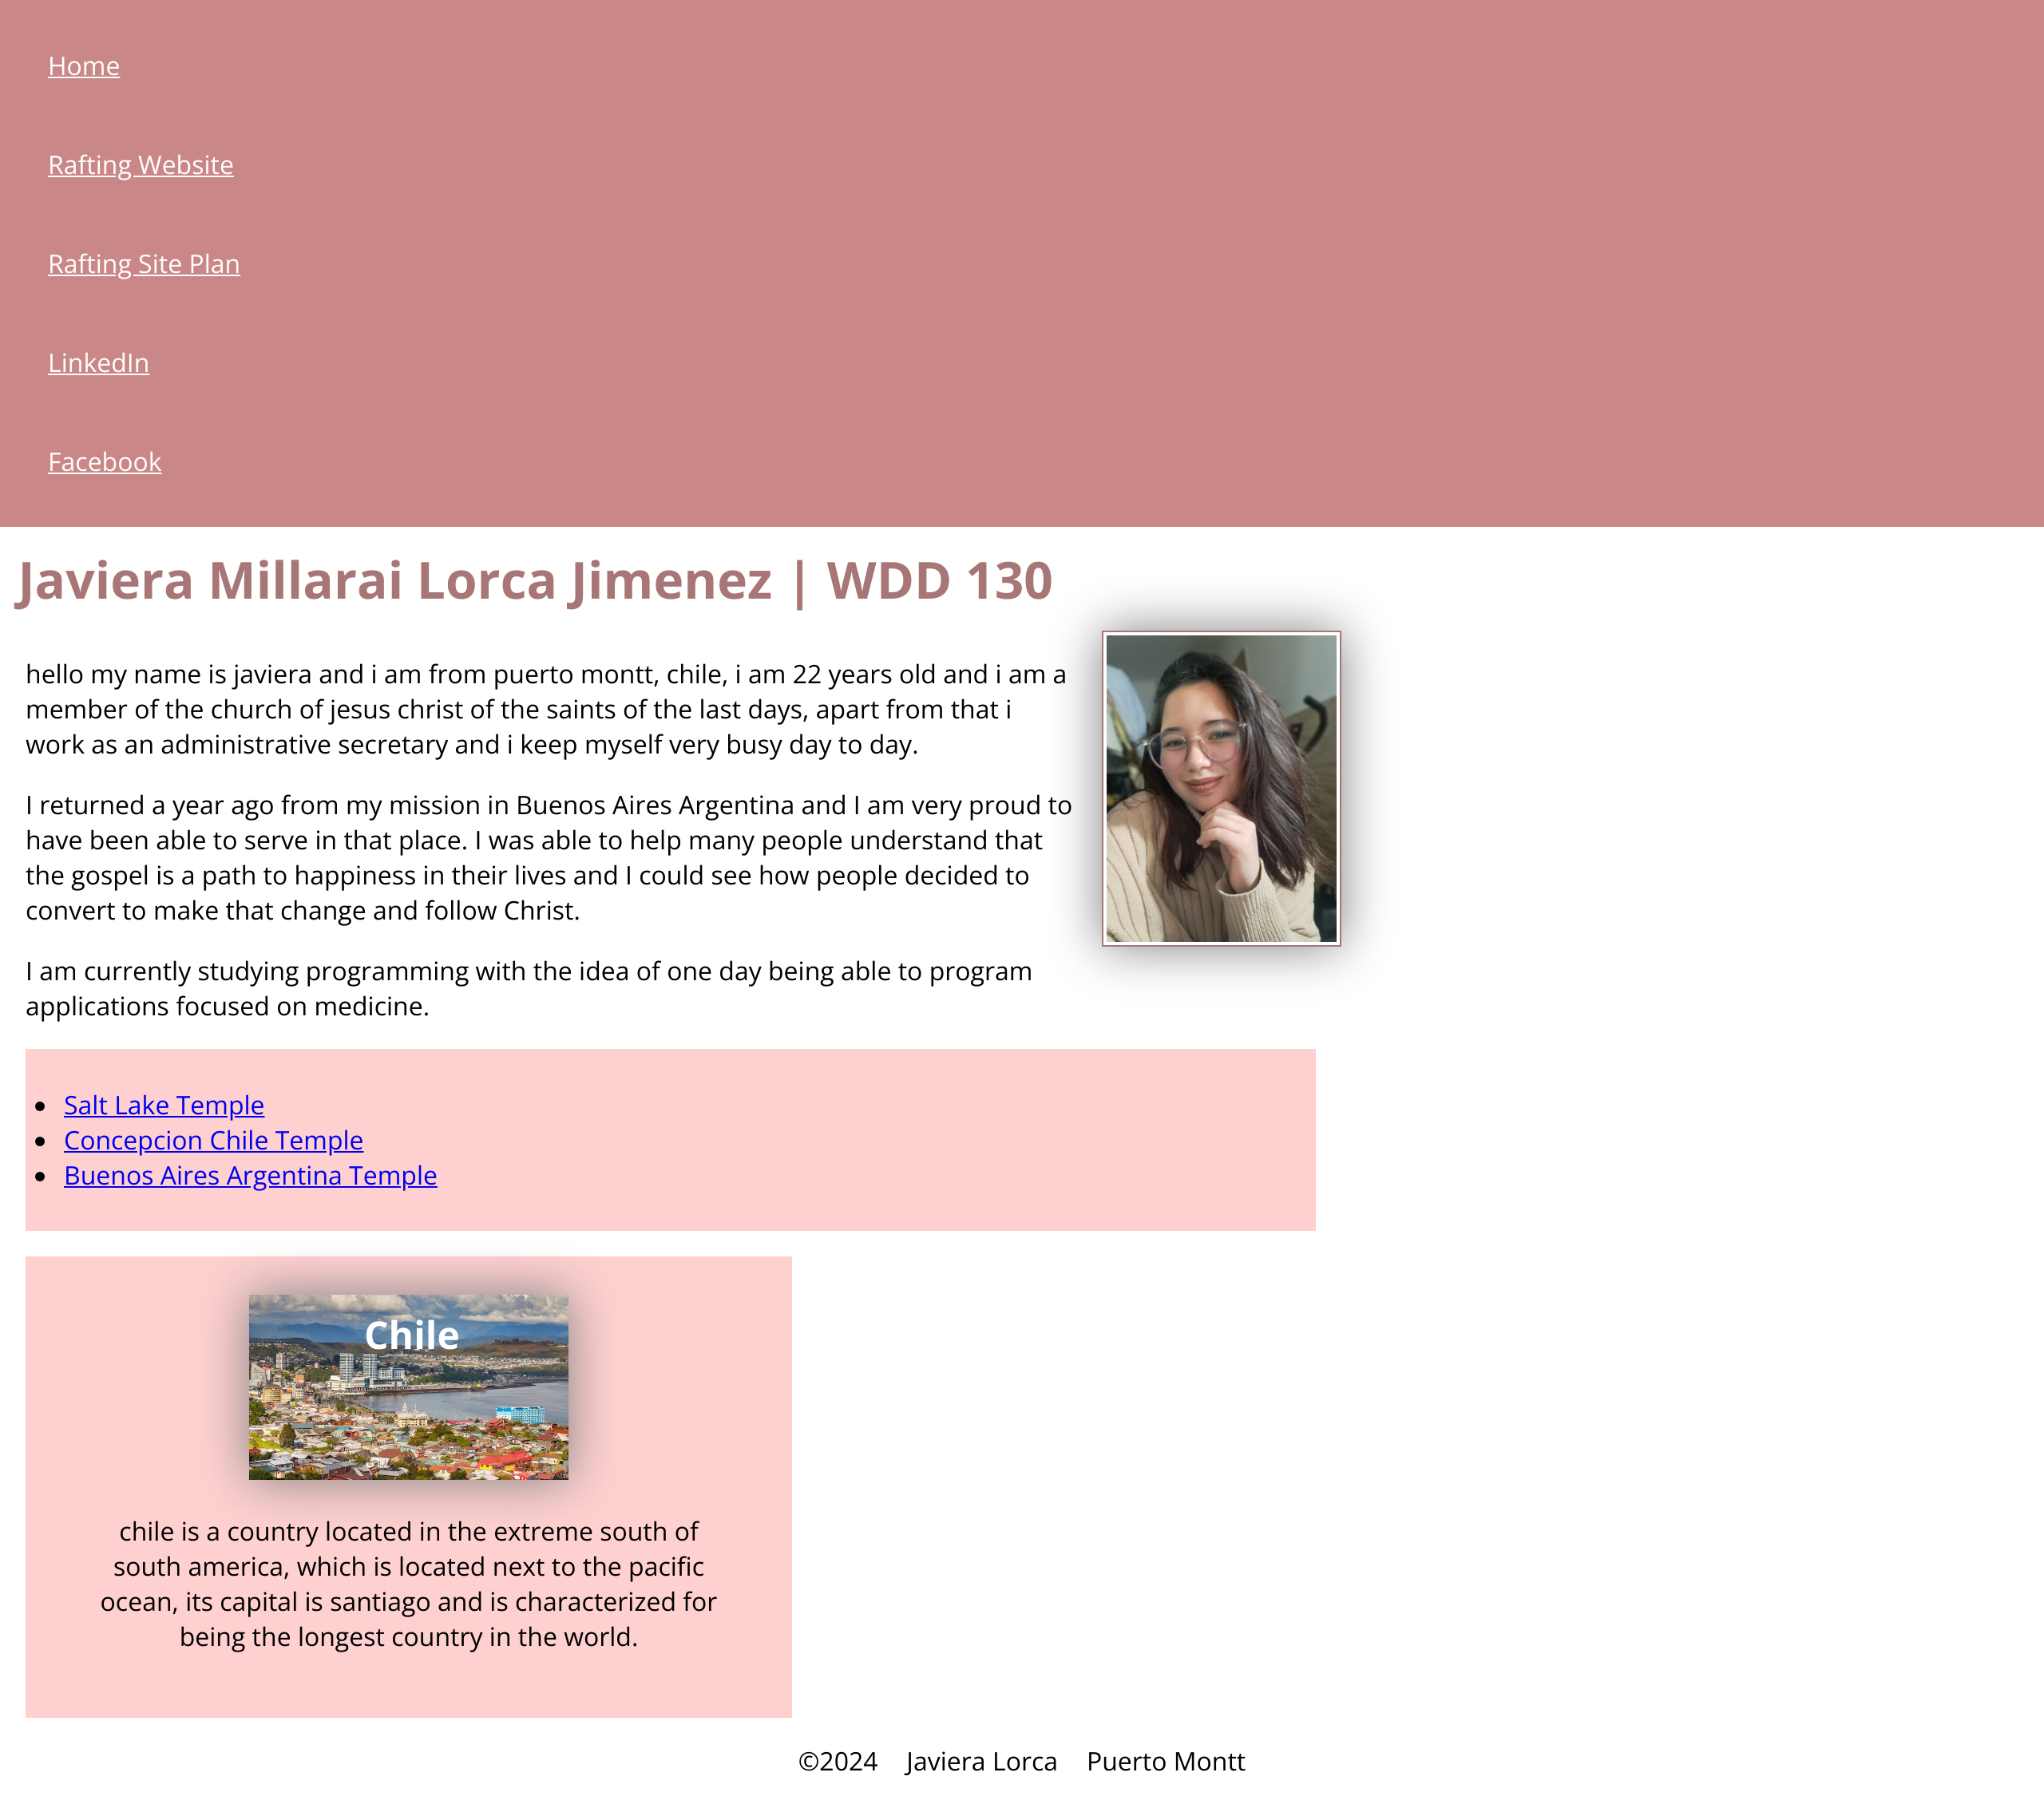 Home
Rafting Website
Rafting Site Plan
LinkedIn
Facebook
Javiera Millarai Lorca Jimenez | WDD 130
hello my name is javiera and i am from puerto montt, chile, i am 22 years old and i am a
member of the church of jesus christ of the saints of the last days, apart from that i
work as an administrative secretary and i keep myself very busy day to day.
I returned a year ago from my mission in Buenos Aires Argentina and I am very proud to
have been able to serve in that place. I was able to help many people understand that
the gospel is a path to happiness in their lives and I could see how people decided to
convert to make that change and follow Christ.
I am currently studying programming with the idea of one day being able to program
applications focused on medicine.
Salt Lake Temple
Concepcion Chile Temple
Buenos Aires Argentina Temple
Chile
chile is a country located in the extreme south of
south america, which is located next to the pacific
ocean, its capital is santiago and is characterized for
being the longest country in the world.
©2024 Javiera Lorca Puerto Montt